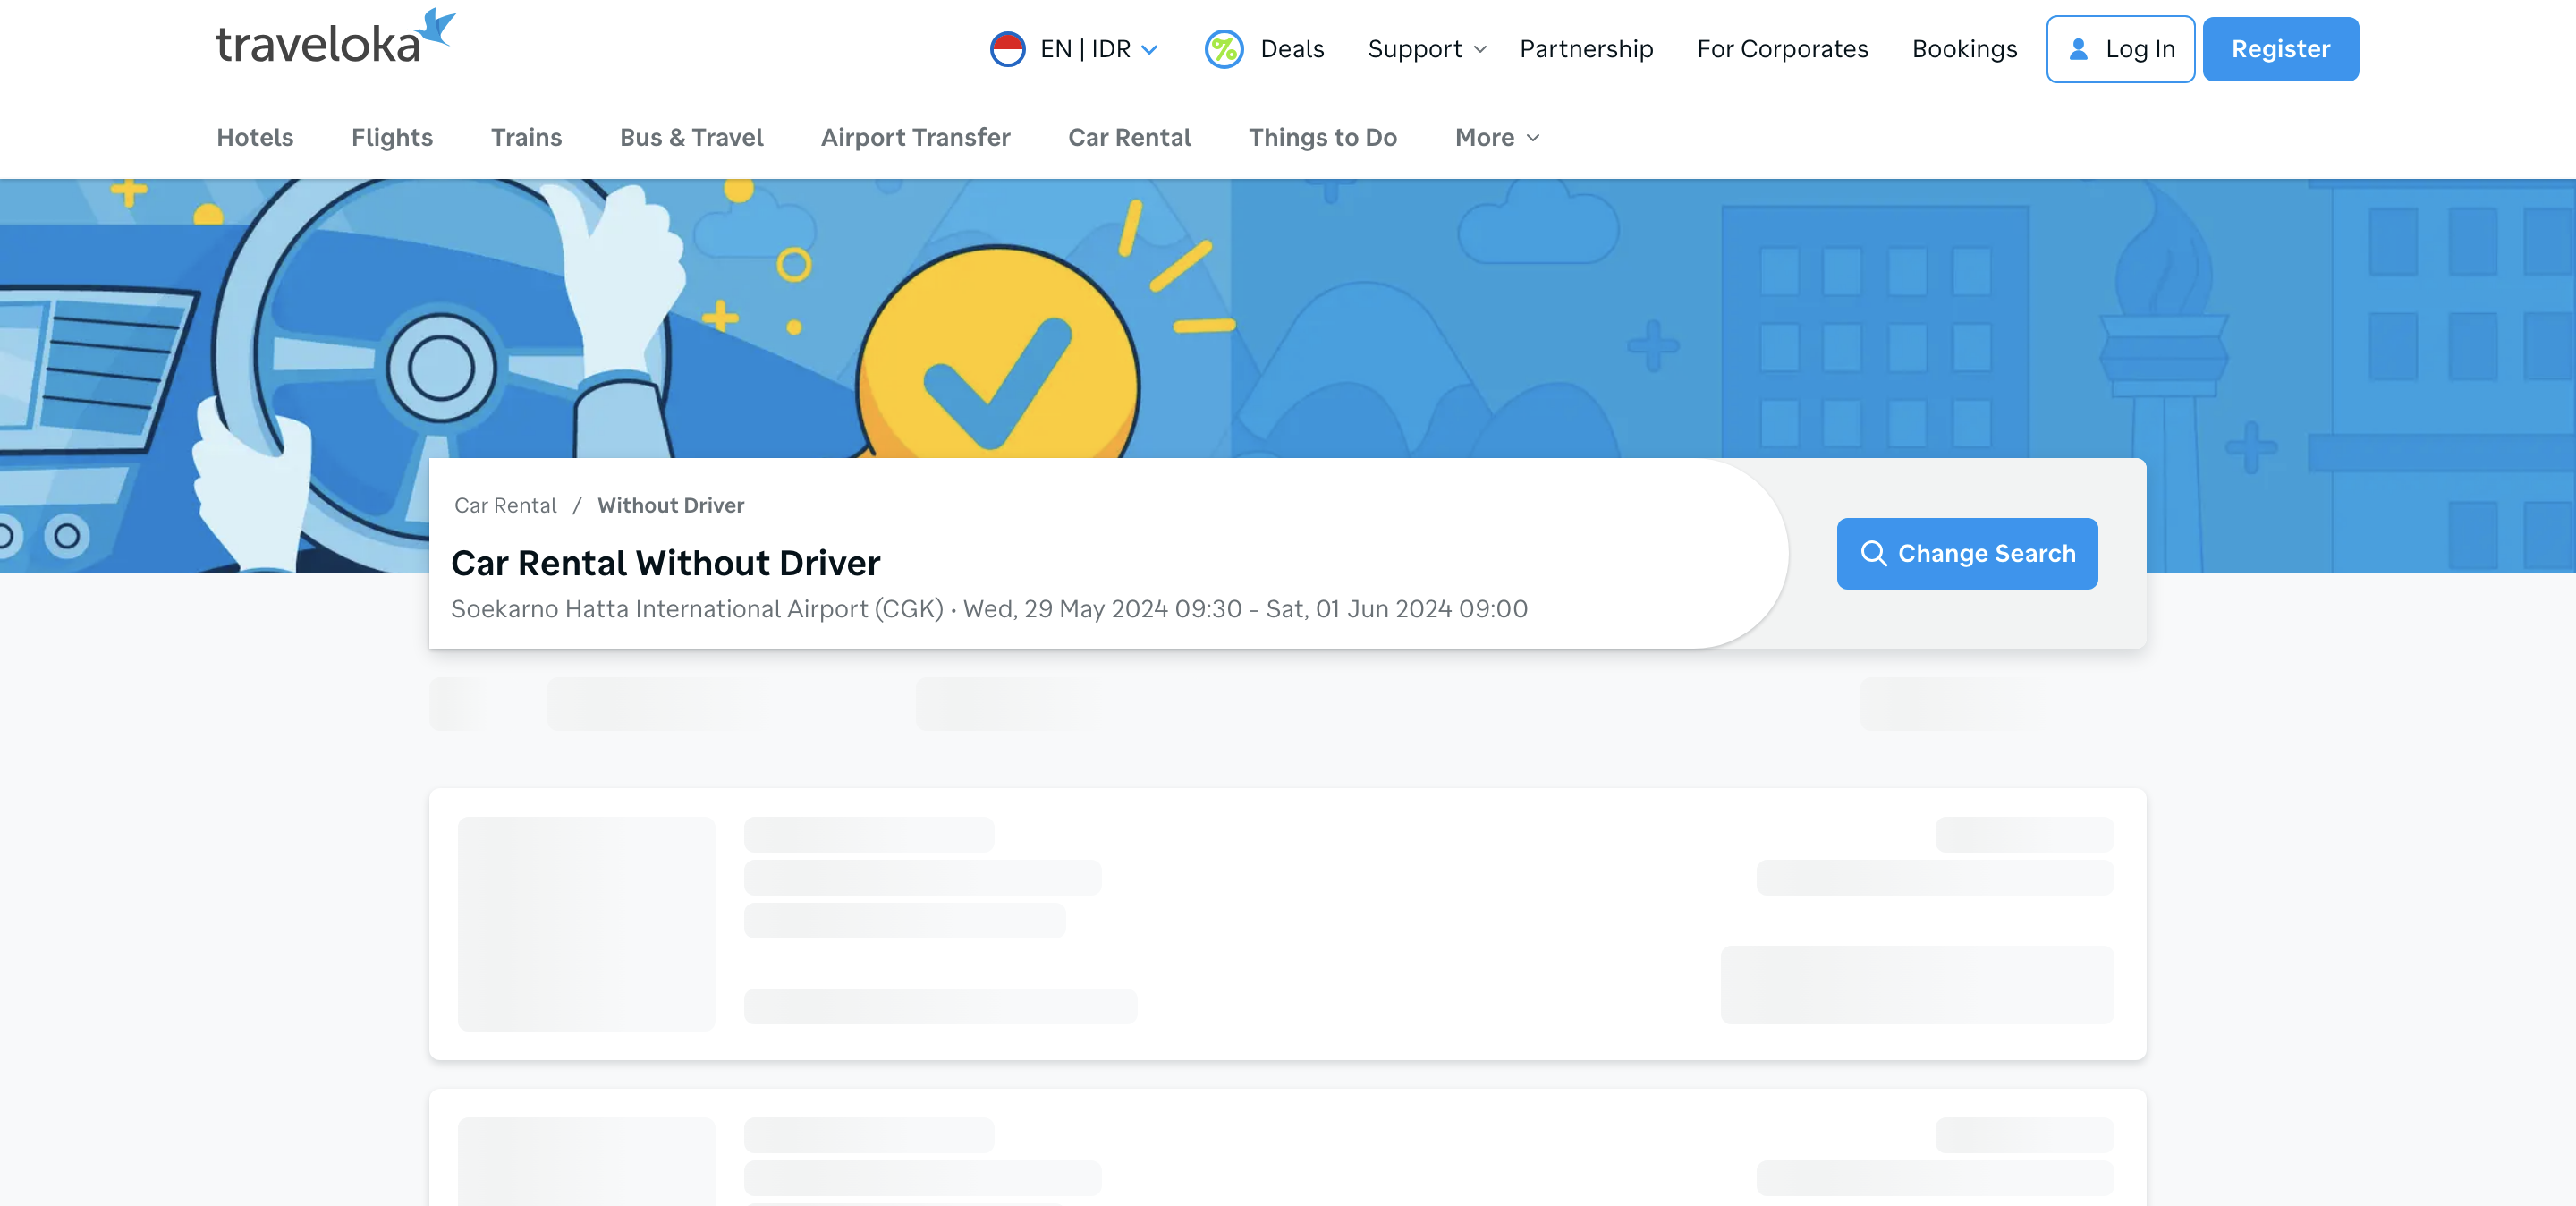 traveloka
EN | IDR
Deals
Support
Partnership
For Corporates
Bookings
Log In
Register
Hotels
Flights
Trains
Bus & Travel
Airport Transfer
Car Rental
Things to Do
More
Car Rental / Without Driver
Car Rental Without Driver
Soekarno Hatta International Airport (CGK) • Wed, 29 May 2024 09:30 - Sat, 01 Jun 2024 09:00
Change Search